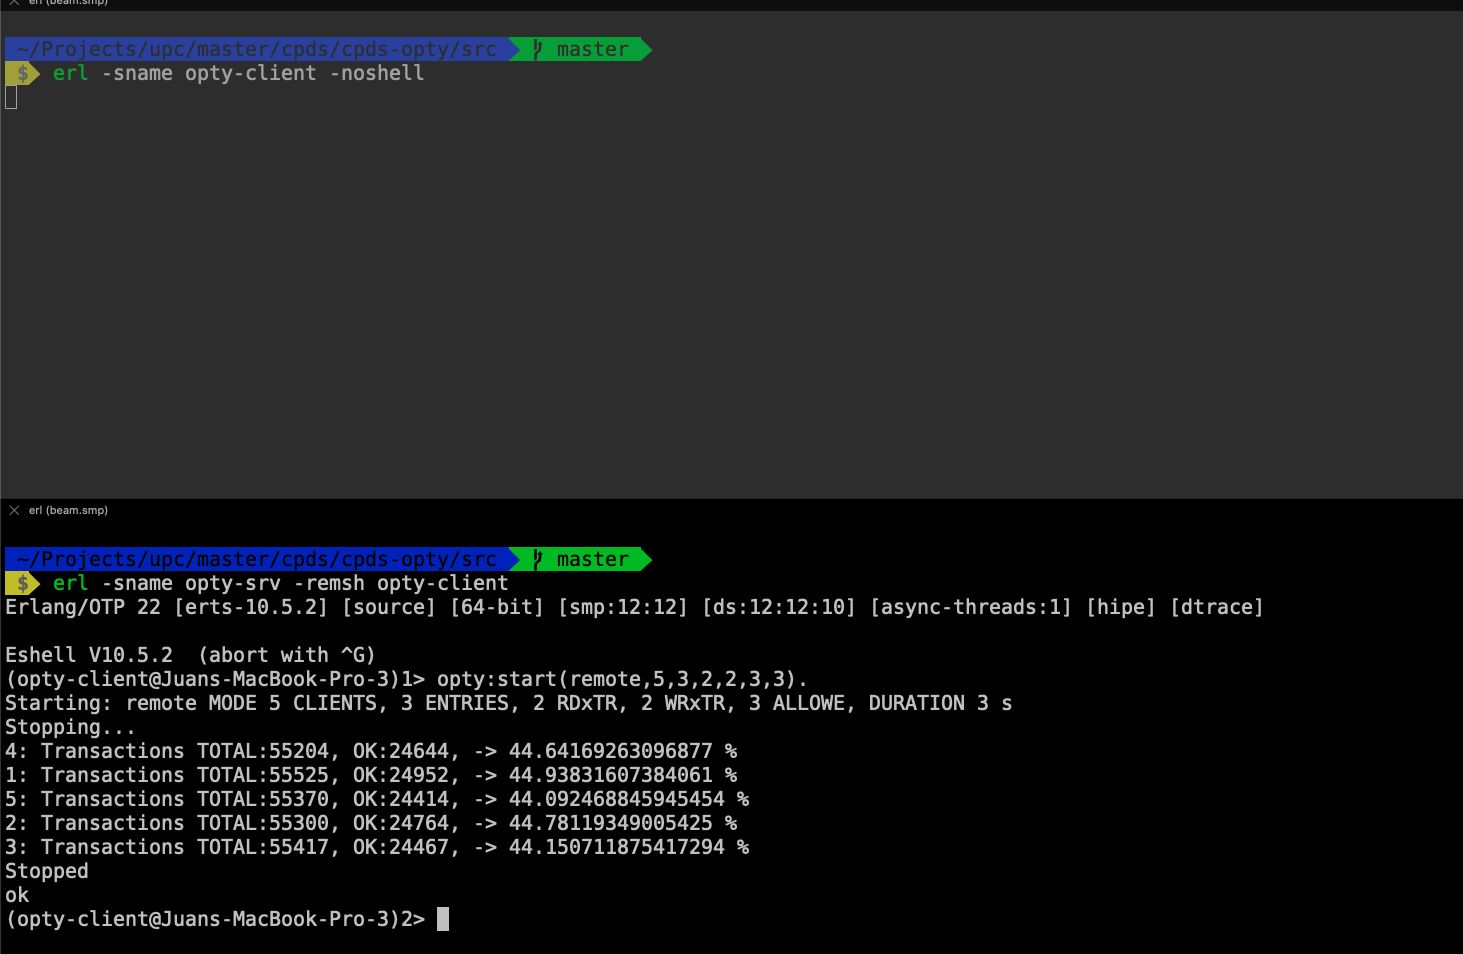 erl (beam.smp)
~/Projects/upc/master/cpds/cpds-opty/src master
$ erl -sname opty-client -noshell
erl (beam.smp)
~/Projects/upc/master/cpds/cpds-opty/src master
$ erl -sname opty-srv -remsh opty-client
Erlang/OTP 22 [erts-10.5.2] [source] [64-bit] [smp:12:12] [ds:12:12:10] [async-threads:1] [hipe] [dtrace]
Eshell V10.5.2  (abort with ^G)
(opty-client@Juans-MacBook-Pro-3)1> opty:start(remote,5,3,2,2,3,3).
Starting: remote MODE 5 CLIENTS, 3 ENTRIES, 2 RDxTR, 2 WRxTR, 3 ALLOWE, DURATION 3 s
Stopping...
4: Transactions TOTAL:55204, OK:24644, -> 44.64169263096877 %
1: Transactions TOTAL:55525, OK:24952, -> 44.93831607384061 %
5: Transactions TOTAL:55370, OK:24414, -> 44.092468845945454 %
2: Transactions TOTAL:55300, OK:24764, -> 44.78119349005425 %
3: Transactions TOTAL:55417, OK:24467, -> 44.150711875417294 %
Stopped
ok
(opty-client@Juans-MacBook-Pro-3)2>